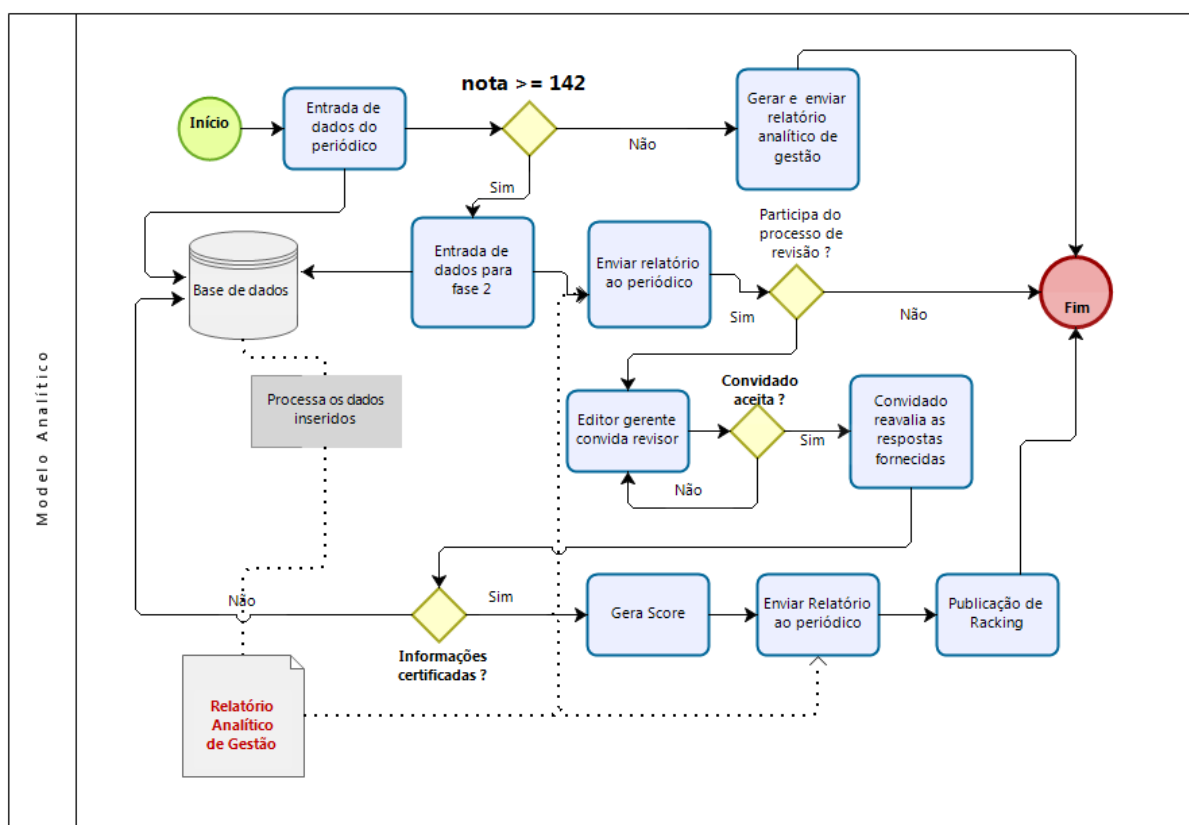 Modelo Analítico
nota >= 142
Início
Entrada de
dados do
periódico
Não
Gerar e enviar
relatório
analítico de
gestão
Sim
Participa do
processo de
revisão ?
Base de dados
Entrada de
dados para
fase 2
Enviar relatório
ao periódico
Sim
Não
Fim
Processa os dados
inseridos
Editor gerente
convida revisor
Convidado
aceita ?
Sim
Não
Convidado
reavalia as
respostas
fornecidas
Não
Sim
Informações
certificadas ?
Gera Score
Enviar Relatório
ao periódico
Publicação de
Racking
Relatório
Analítico
de Gestão